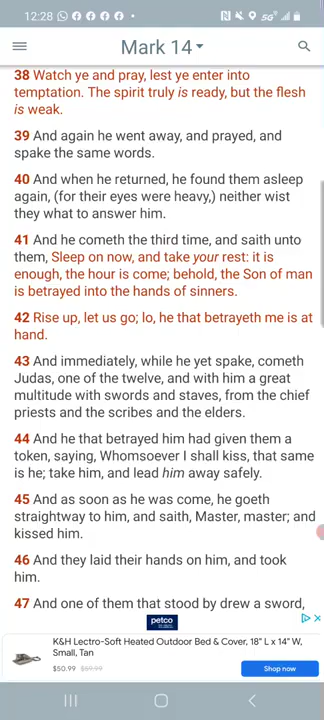 12:28
5G
Mark 14
38 Watch ye and pray, lest ye enter into
temptation. The spirit truly is ready, but the flesh
is weak.
39 And again he went away, and prayed, and
spake the same words.
40 And when he returned, he found them asleep
again, (for their eyes were heavy,) neither wist
they what to answer him.
41 And he cometh the third time, and saith unto
them, Sleep on now, and take your rest: it is
enough, the hour is come; behold, the Son of man
is betrayed into the hands of sinners.
42 Rise up, let us go; lo, he that betrayeth me is at
hand.
43 And immediately, while he yet spake, cometh
Judas, one of the twelve, and with him a great
multitude with swords and staves, from the chief
priests and the scribes and the elders.
44 And he that betrayed him had given them a
token, saying, Whomsoever I shall kiss, that same
is he; take him, and lead him away safely.
45 And as soon as he was come, he goeth
straightway to him, and saith, Master, master; and
kissed him.
46 And they laid their hands on him, and took
him.
47 And one of them that stood by drew a sword,
petco
K&H Lectro-Soft Heated Outdoor Bed & Cover, 18" L x 14" W,
Small, Tan
$50.99 $59.99
Shop now